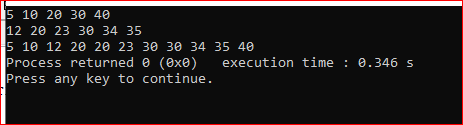 5 10 20 30 40
12 20 23 30 34 35
5 10 12 20 20 23 30 30 34 35 40
Process returned 0 (0x0)   execution time : 0.346 s
Press any key to continue.